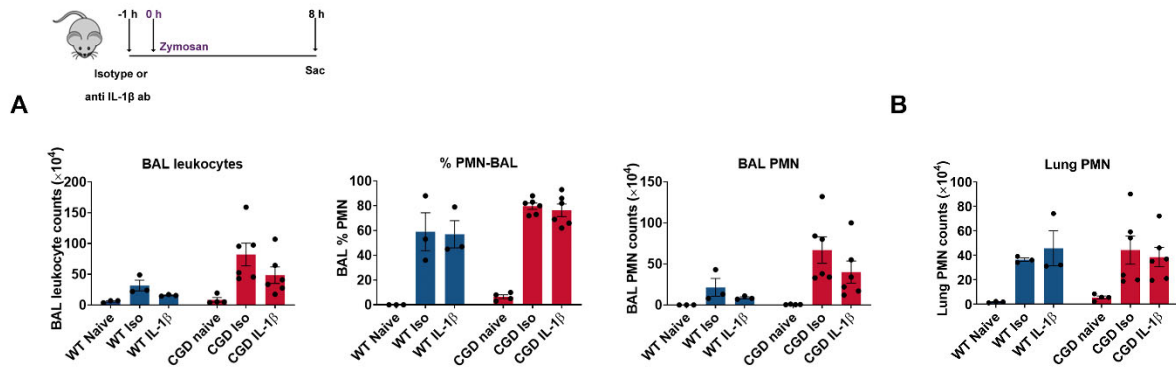 -1 h 0 h 8 h
Zymosan
Isotype or
anti IL-1β ab
Sac
A
BAL leukocytes
BAL leukocyte counts (×10⁴)
200
150
100
50
0
WT Naive
WT Iso
WT IL-1β
CGD naive
CGD Iso
CGD IL-1β
% PMN-BAL
BAL % PMN
100
80
60
40
20
0
WT Naive
WT Iso
WT IL-1β
CGD naive
CGD Iso
CGD IL-1β
BAL PMN
BAL PMN counts (×10⁴)
150
100
50
0
WT Naive
WT Iso
WT IL-1β
CGD naive
CGD Iso
CGD IL-1β
B
Lung PMN
Lung PMN counts (×10⁴)
100
80
60
40
20
0
WT Naive
WT Iso
WT IL-1β
CGD naive
CGD Iso
CGD IL-1β